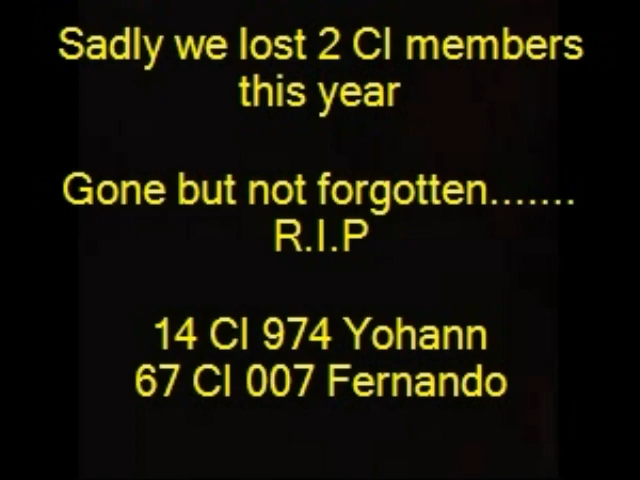 Sadly we lost 2 CI members
this year
Gone but not forgotten.......
R.I.P
14 CI 974 Yohann
67 CI 007 Fernando